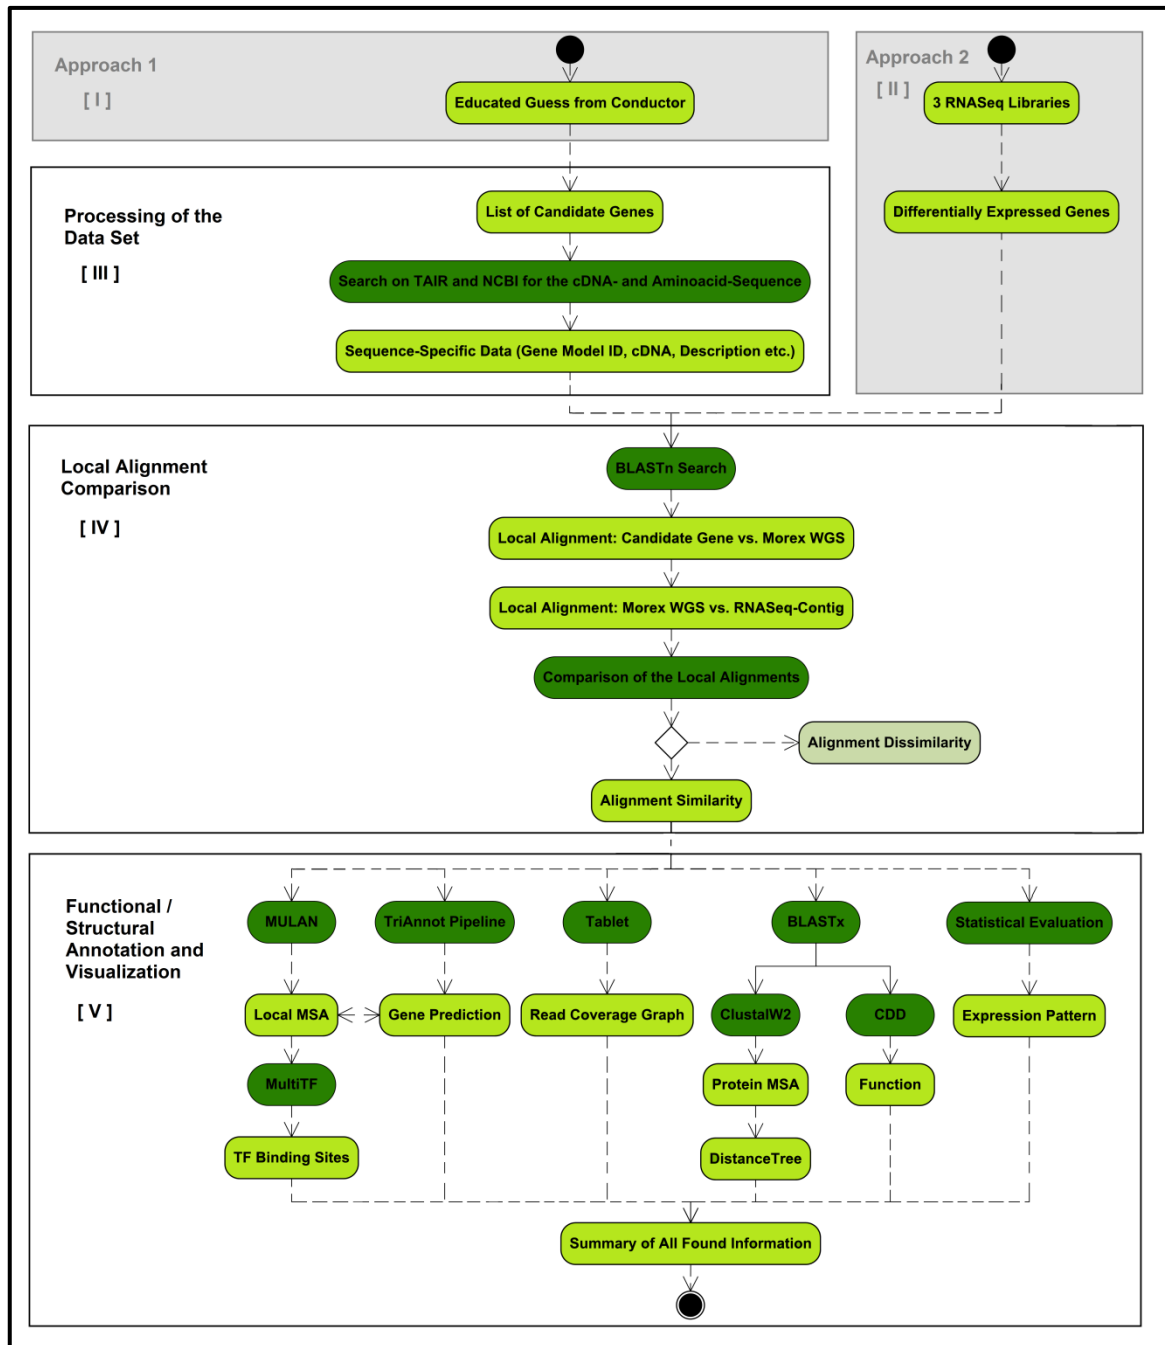 Approach 1
[ I ]
Educated Guess from Conductor
Approach 2
[ II ]
3 RNASeq Libraries
Differentially Expressed Genes
Processing of the
Data Set
[ III ]
List of Candidate Genes
Search on TAIR and NCBI for the cDNA- and Aminoacid-Sequence
Sequence-Specific Data (Gene Model ID, cDNA, Description etc.)
Local Alignment
Comparison
[ IV ]
BLASTn Search
Local Alignment: Candidate Gene vs. Morex WGS
Local Alignment: Morex WGS vs. RNASeq-Contig
Comparison of the Local Alignments
Alignment Dissimilarity
Alignment Similarity
Functional /
Structural
Annotation and
Visualization
[ V ]
MULAN
TriAnnot Pipeline
Tablet
BLASTx
Statistical Evaluation
Local MSA
Gene Prediction
Read Coverage Graph
ClustalW2
CDD
Expression Pattern
MultiTF
Protein MSA
Function
TF Binding Sites
DistanceTree
Summary of All Found Information